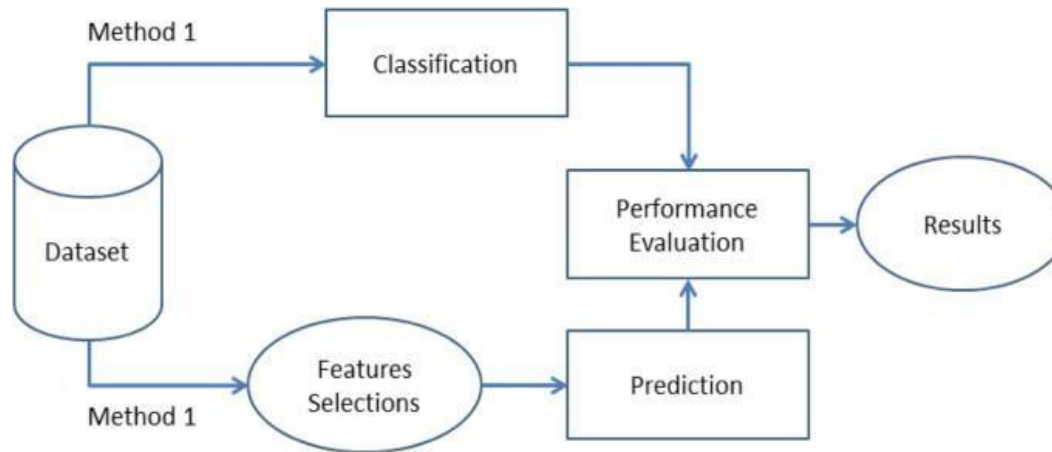 Method 1
Classification
Dataset
Performance
Evaluation
Results
Features
Selections
Prediction
Method 1